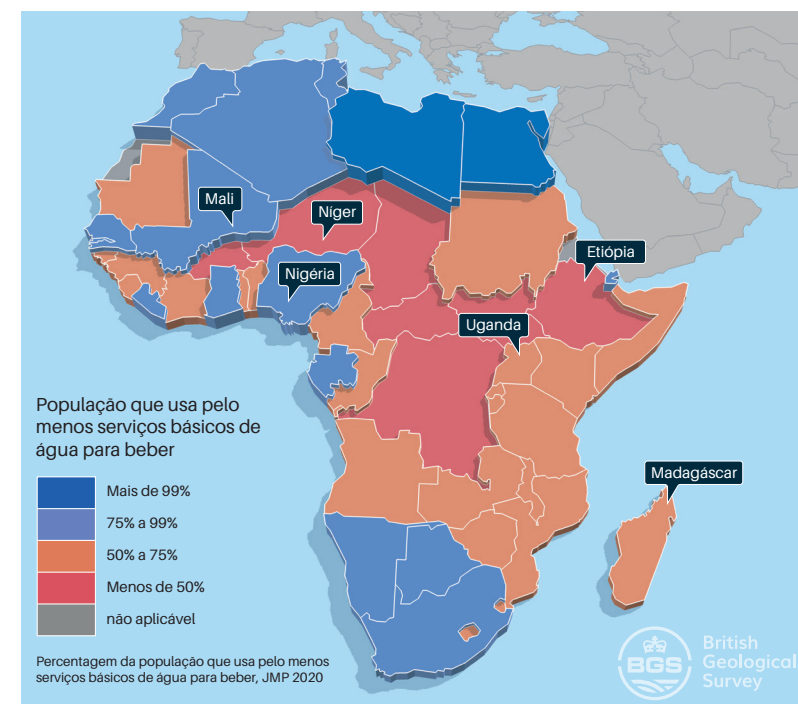 Mali
Níger
Nigéria
Etiópia
Uganda
Madagáscar
População que usa pelo
menos serviços básicos de
água para beber
Mais de 99%
75% a 99%
50% a 75%
Menos de 50%
não aplicável
Percentagem da população que usa pelo menos
serviços básicos de água para beber, JMP 2020
BGS
British
Geological
Survey